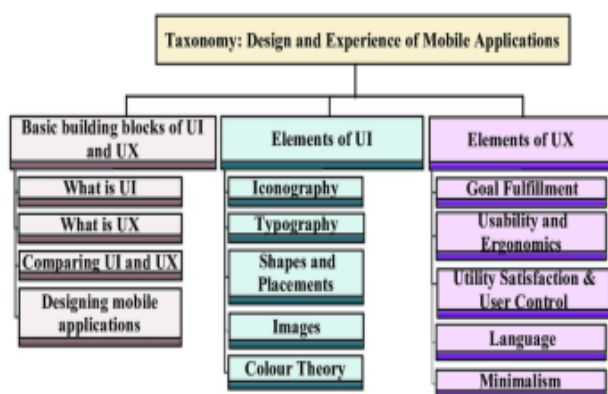 Taxonomy: Design and Experience of Mobile Applications
Basic building blocks of UI
and UX
What is UI
What is UX
Comparing UI and UX
Designing mobile
applications
Elements of UI
Iconography
Typography
Shapes and
Placements
Images
Colour Theory
Elements of UX
Goal Fulfillment
Usability and
Ergonomics
Utility Satisfaction &
User Control
Language
Minimalism